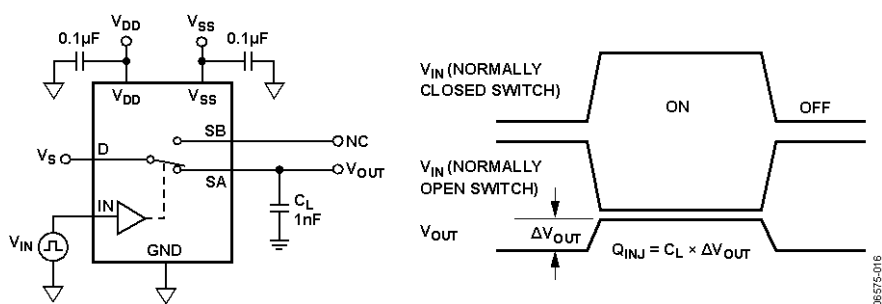 V_DD
V_SS
0.1µF
0.1µF
V_DD
V_SS
SB
NC
V_S
D
SA
V_OUT
C_L
1nF
IN
V_IN
GND
V_IN (NORMALLY
CLOSED SWITCH)
ON
OFF
V_IN (NORMALLY
OPEN SWITCH)
V_OUT
ΔV_OUT
Q_INJ = C_L × ΔV_OUT
06575-016